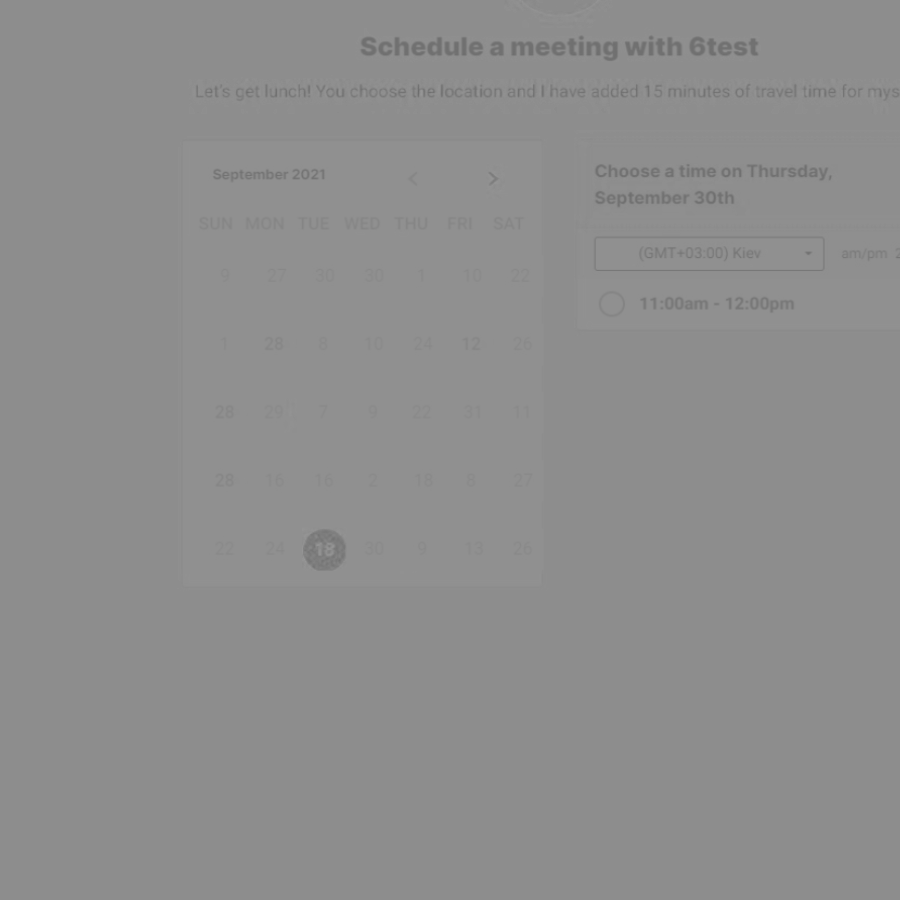 Schedule a meeting with 6test
Let's get lunch! You choose the location and I have added 15 minutes of travel time for mys
September 2021
SUN MON TUE WED THU FRI SAT
9 27 30 30 1 10 22
1 28 8 10 24 12 26
28 29 7 9 22 31 11
28 16 16 2 18 8 27
22 24 18 30 9 13 26
Choose a time on Thursday,
September 30th
(GMT+03:00) Kiev am/pm 2
11:00am - 12:00pm